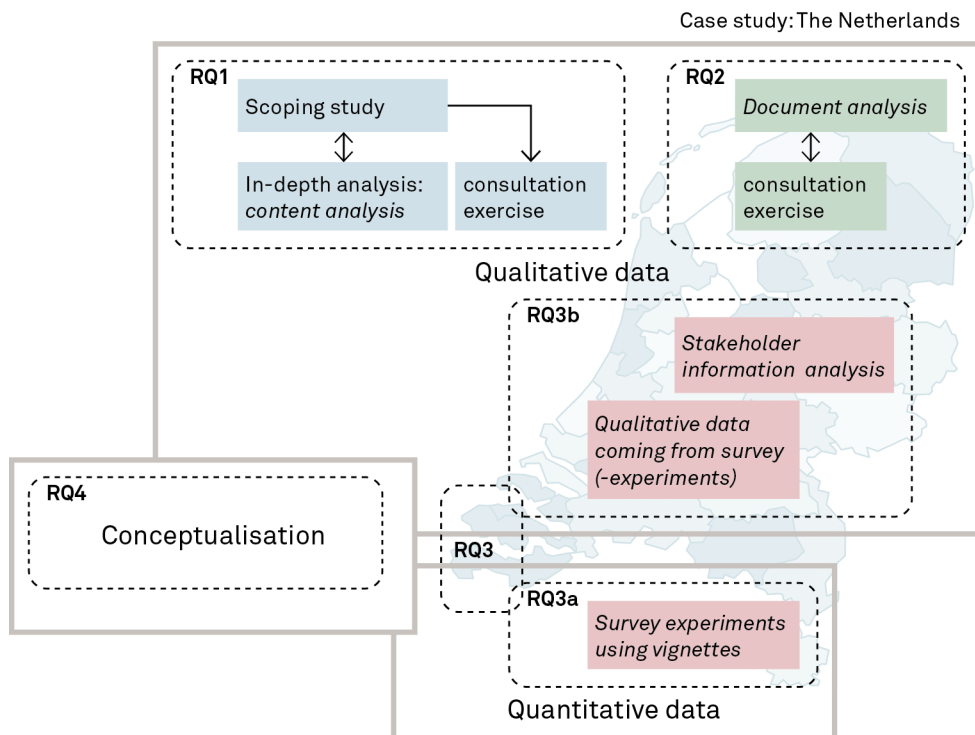 Case study: The Netherlands
RQ1
Scoping study
In-depth analysis:
content analysis
consultation
exercise
RQ2
Document analysis
consultation
exercise
Qualitative data
RQ3b
Stakeholder
information analysis
Qualitative data
coming from survey
(-experiments)
RQ4
Conceptualisation
RQ3
RQ3a
Survey experiments
using vignettes
Quantitative data